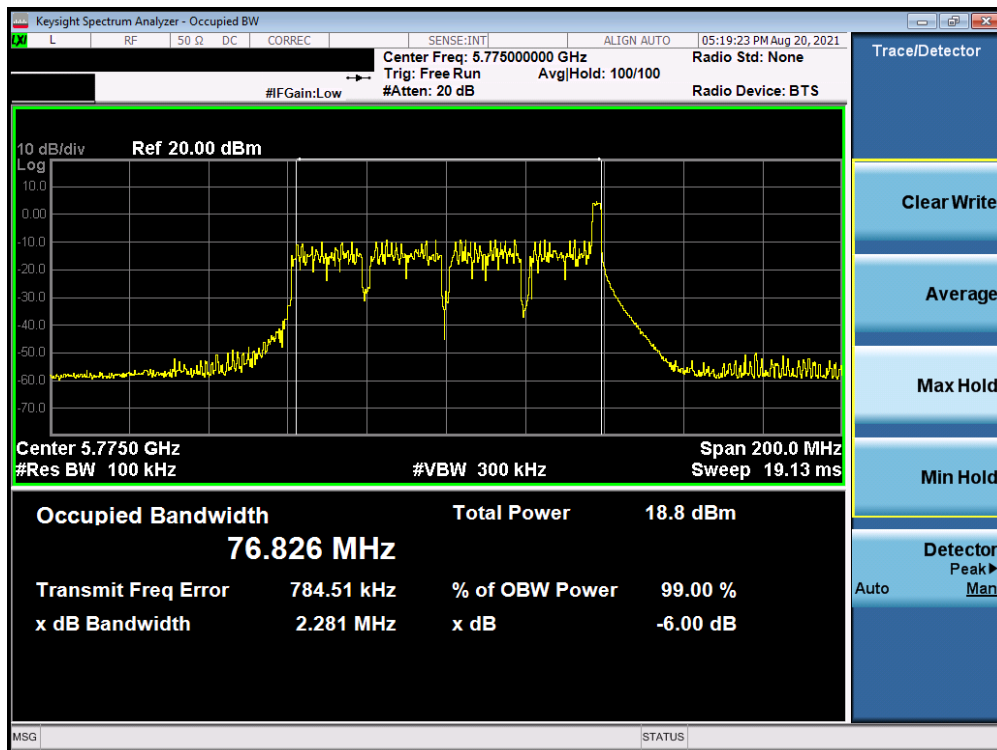 Keysight Spectrum Analyzer - Occupied BW
LXI L RF 50 Ω DC CORREC SENSE:INT ALIGN AUTO 05:19:23 PM Aug 20, 2021
Center Freq: 5.775000000 GHz Radio Std: None
Trig: Free Run Avg|Hold: 100/100
#IFGain:Low #Atten: 20 dB Radio Device: BTS
Trace/Detector
10 dB/div Ref 20.00 dBm
Log
10.0
0.00
-10.0
-20.0
-30.0
-40.0
-50.0
-60.0
-70.0
Center 5.7750 GHz Span 200.0 MHz
#Res BW 100 kHz #VBW 300 kHz Sweep 19.13 ms
Occupied Bandwidth Total Power 18.8 dBm
76.826 MHz
Transmit Freq Error 784.51 kHz % of OBW Power 99.00 %
x dB Bandwidth 2.281 MHz x dB -6.00 dB
Clear Write
Average
Max Hold
Min Hold
Detector
Peak▶
Auto Man
MSG STATUS